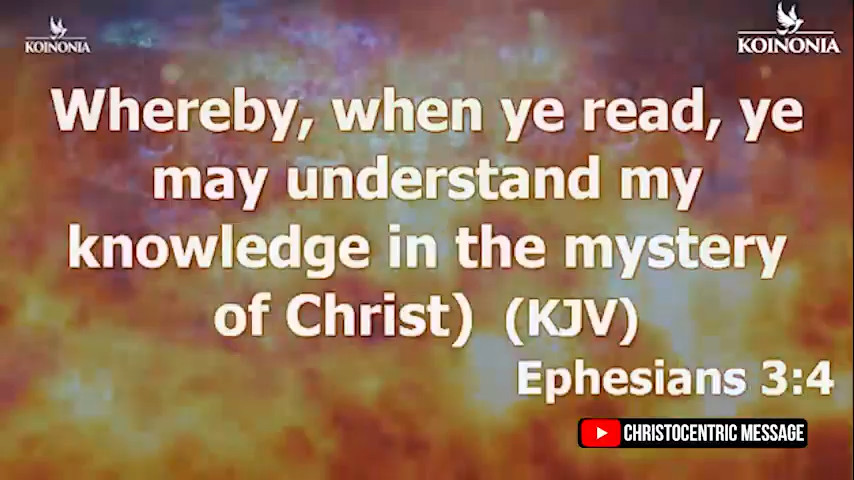 KOINONIA
KOINONIA
Whereby, when ye read, ye
may understand my
knowledge in the mystery
of Christ) (KJV)
Ephesians 3:4
CHRISTOCENTRIC MESSAGE